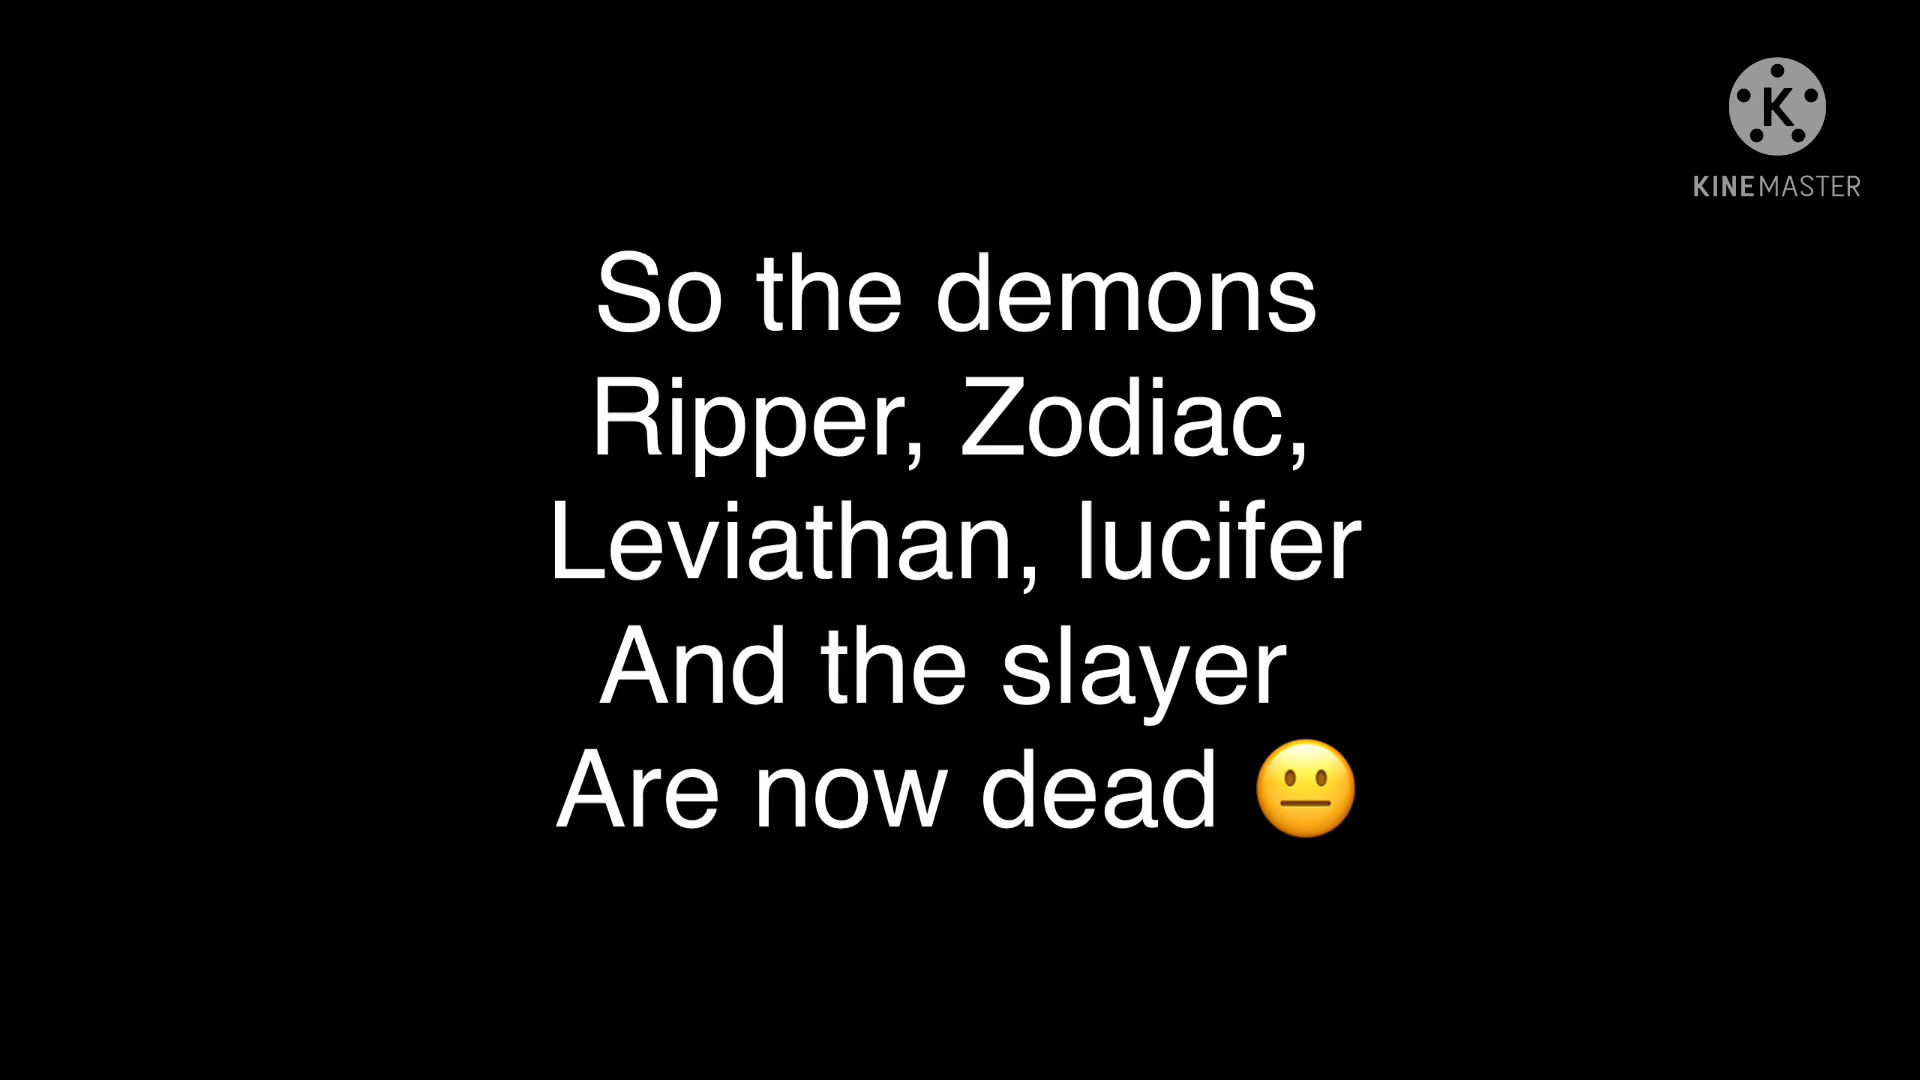 K
KINEMASTER
So the demons
Ripper, Zodiac,
Leviathan, lucifer
And the slayer
Are now dead 😐